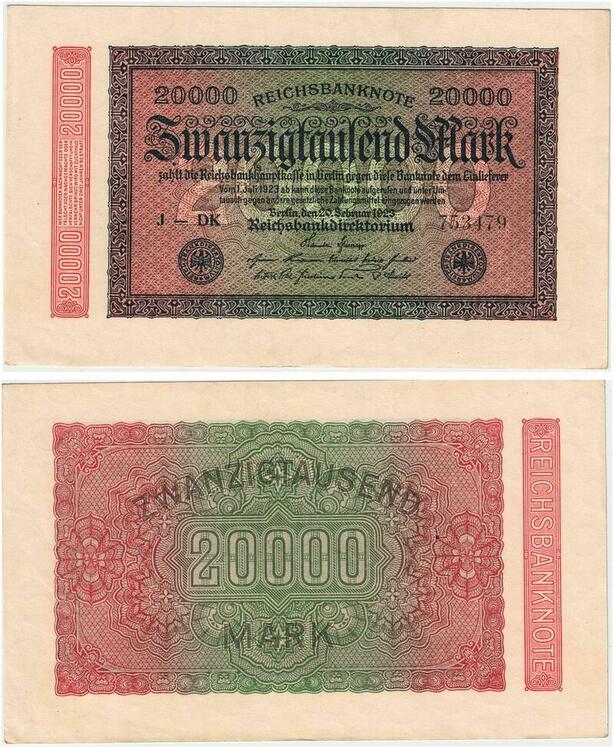 20000 REICHSBANKNOTE 20000
Zwanzigtausend Mark
zahlt die Reichsbankhauptkasse in Berlin gegen diese Banknote dem Einlieferer
Vom 1. Juli 1923 ab kann diese Banknote aufgerufen und unter Um-
tausch gegen andere gesetzliche Zahlungsmittel eingezogen werden
Berlin, den 20. Februar 1923
J - DK Reichsbankdirektorium 753479
20000
20000
ZWANZIGTAUSEND
20000
MARK
REICHSBANKNOTE